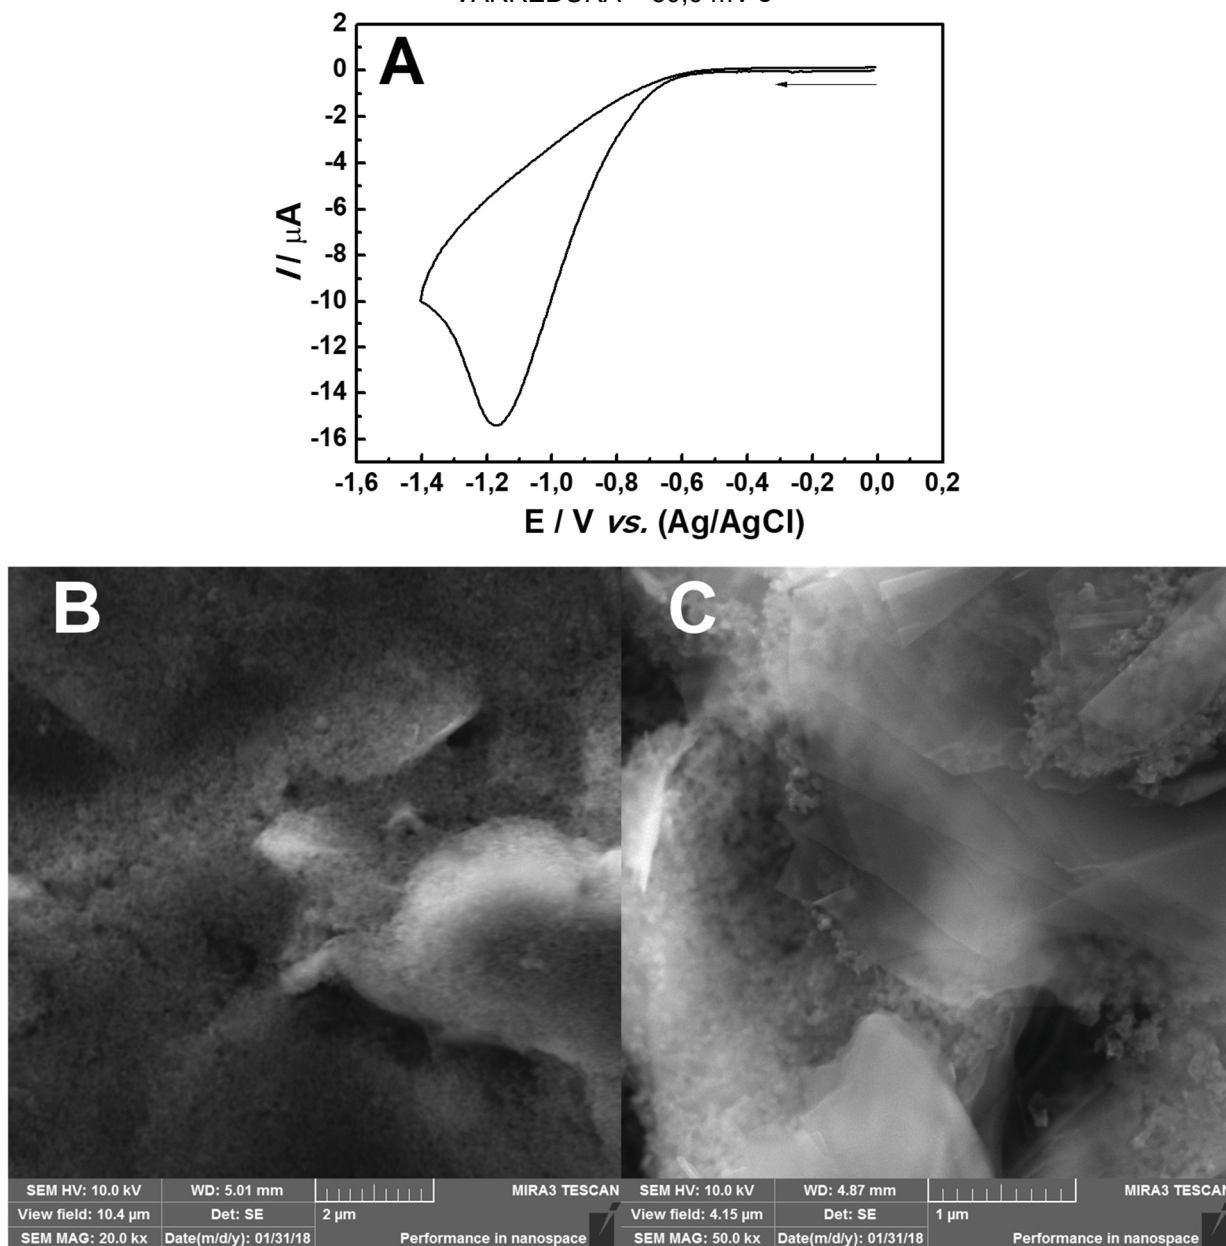 A
2
0
-2
-4
-6
-8
-10
-12
-14
-16
I / μA
-1,6 -1,4 -1,2 -1,0 -0,8 -0,6 -0,4 -0,2 0,0 0,2
E / V vs. (Ag/AgCl)
B
C
SEM HV: 10.0 kV WD: 5.01 mm MIRA3 TESCAN
View field: 10.4 µm Det: SE 2 µm
SEM MAG: 20.0 kx Date(m/d/y): 01/31/18 Performance in nanospace
SEM HV: 10.0 kV WD: 4.87 mm MIRA3 TESCAN
View field: 4.15 µm Det: SE 1 µm
SEM MAG: 50.0 kx Date(m/d/y): 01/31/18 Performance in nanospace